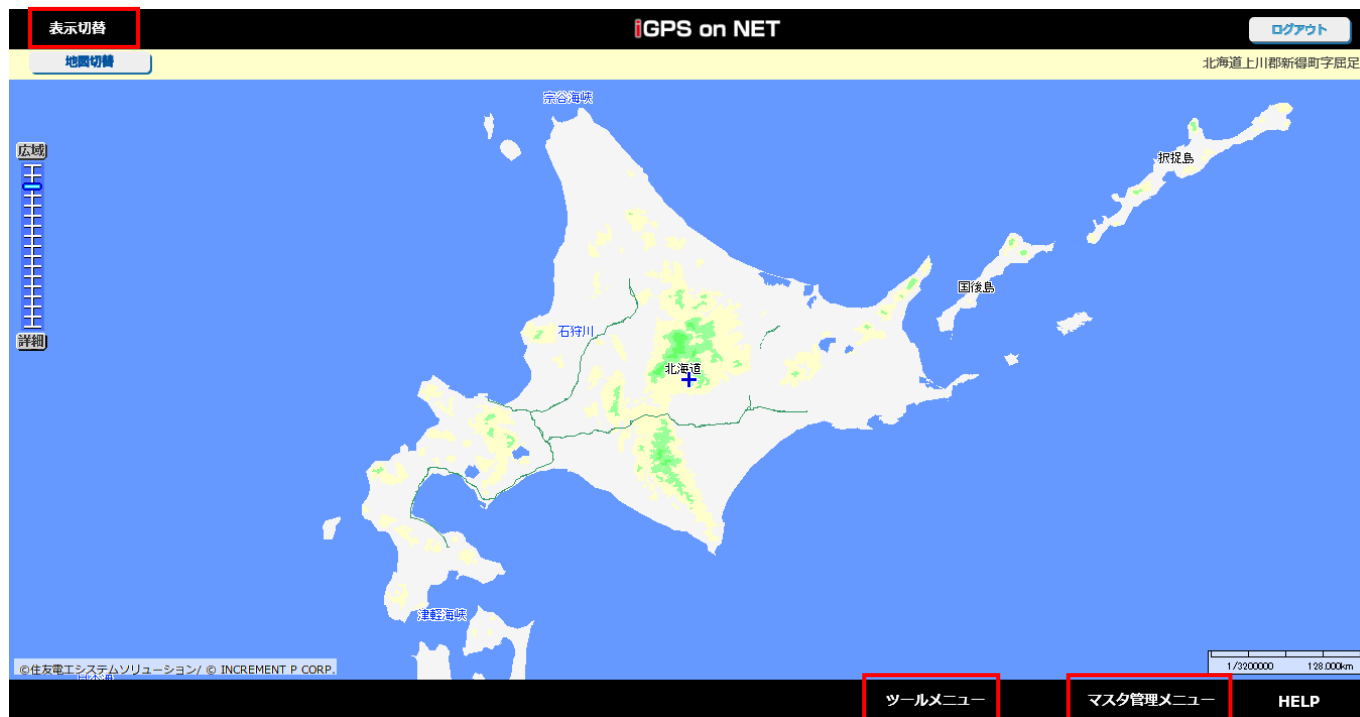 表示切替
iGPS on NET
ログアウト
地図切替
北海道上川郡新得町字屈足
宗谷海峡
広域
択捉島
国後島
石狩川
詳細
北海道
津軽海峡
©住友電工システムソリューション/ © INCREMENT P CORP.
1/3200000 128.000km
ツールメニュー
マスタ管理メニュー
HELP